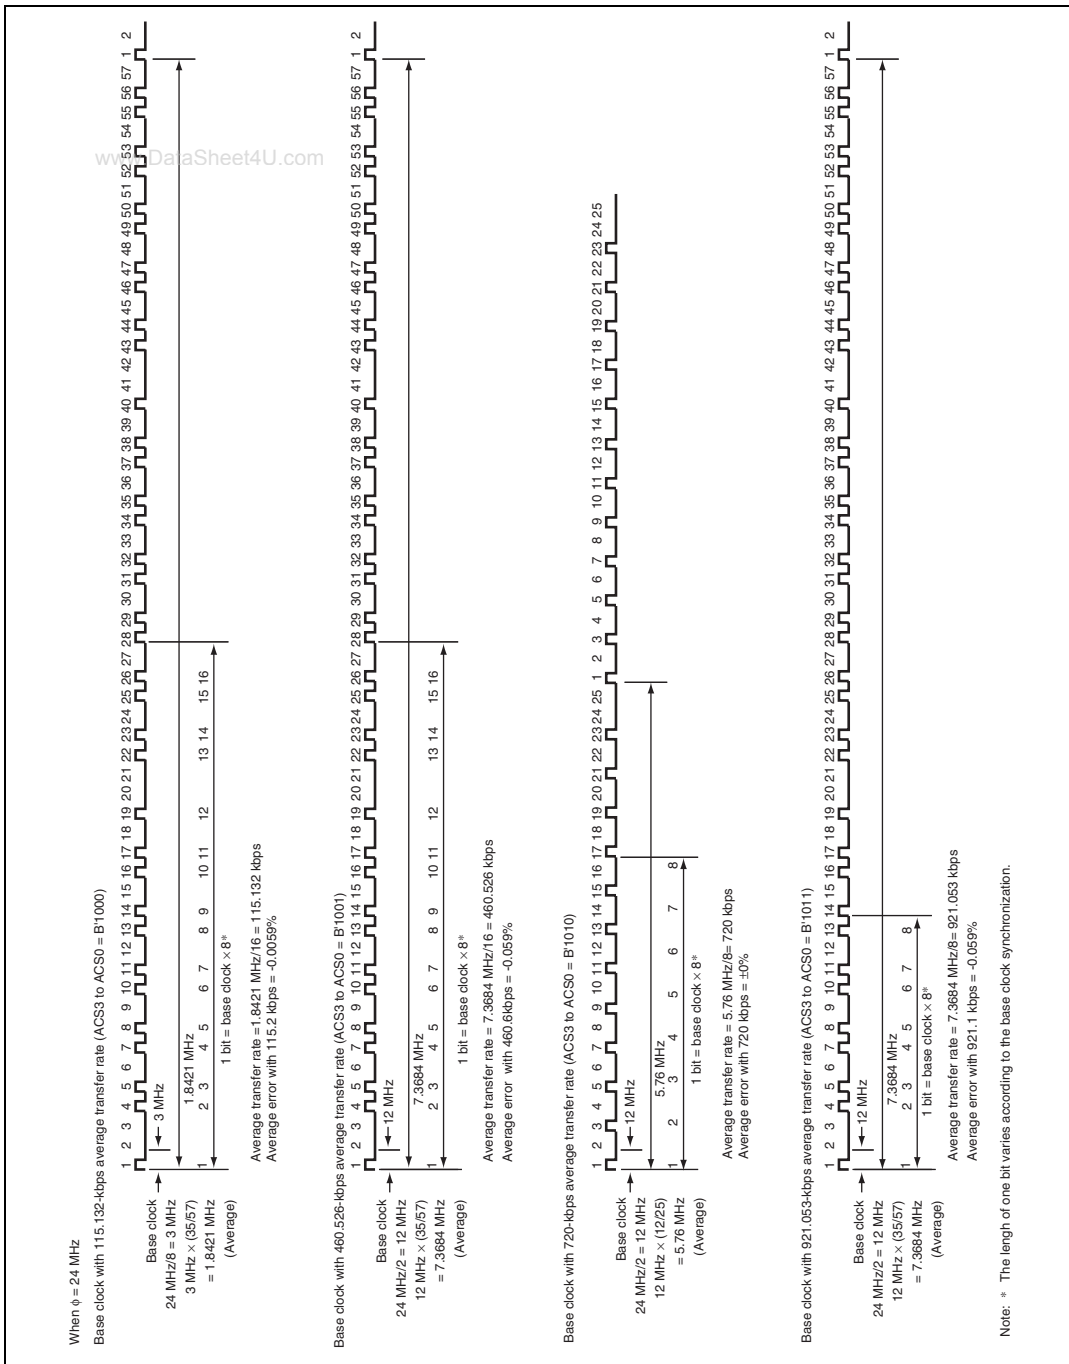 When ϕ = 24 MHz
Base clock with 115.132-kbps average transfer rate (ACS3 to ACS0 = B'1000)
1 2 3 4 5 6 7 8 9 10 11 12 13 14 15 16 17 18 19 20 21 22 23 24 25 26 27 28 29 30 31 32 33 34 35 36 37 38 39 40 41 42 43 44 45 46 47 48 49 50 51 52 53 54 55 56 57 1 2
Base clock
24 MHz/8 = 3 MHz
3 MHz × (35/57)
= 1.8421 MHz
(Average)
3 MHz
1.8421 MHz
1 2 3 4 5 6 7 8 9 10 11 12 13 14 15 16
1 bit = base clock × 8*
Average transfer rate =1.8421 MHz/16 = 115.132 kbps
Average error with 115.2 kbps = -0.0059%
Base clock with 460.526-kbps average transfer rate (ACS3 to ACS0 = B'1001)
1 2 3 4 5 6 7 8 9 10 11 12 13 14 15 16 17 18 19 20 21 22 23 24 25 26 27 28 29 30 31 32 33 34 35 36 37 38 39 40 41 42 43 44 45 46 47 48 49 50 51 52 53 54 55 56 57 1 2
Base clock
24 MHz/2 = 12 MHz
12 MHz × (35/57)
= 7.3684 MHz
(Average)
12 MHz
7.3684 MHz
1 2 3 4 5 6 7 8 9 10 11 12 13 14 15 16
1 bit = base clock × 8*
Average transfer rate = 7.3684 MHz/16 = 460.526 kbps
Average error with 460.6kbps = -0.059%
Base clock with 720-kbps average transfer rate (ACS3 to ACS0 = B'1010)
1 2 3 4 5 6 7 8 9 10 11 12 13 14 15 16 17 18 19 20 21 22 23 24 25 1 2 3 4 5 6 7 8 9 10 11 12 13 14 15 16 17 18 19 20 21 22 23 24 25
Base clock
24 MHz/2 = 12 MHz
12 MHz × (12/25)
= 5.76 MHz
(Average)
12 MHz
5.76 MHz
1 2 3 4 5 6 7 8
1 bit = base clock × 8*
Average transfer rate = 5.76 MHz/8= 720 kbps
Average error with 720 kbps = ±0%
Base clock with 921.053-kbps average transfer rate (ACS3 to ACS0 = B'1011)
1 2 3 4 5 6 7 8 9 10 11 12 13 14 15 16 17 18 19 20 21 22 23 24 25 26 27 28 29 30 31 32 33 34 35 36 37 38 39 40 41 42 43 44 45 46 47 48 49 50 51 52 53 54 55 56 57 1 2
Base clock
24 MHz/2 = 12 MHz
12 MHz × (35/57)
= 7.3684 MHz
(Average)
12 MHz
7.3684 MHz
1 2 3 4 5 6 7 8
1 bit = base clock × 8*
Average transfer rate = 7.3684 MHz/8= 921.053 kbps
Average error with 921.1 kbps = -0.059%
Note: * The lengh of one bit varies according to the base clock synchronization.
www.DataSheet4U.com